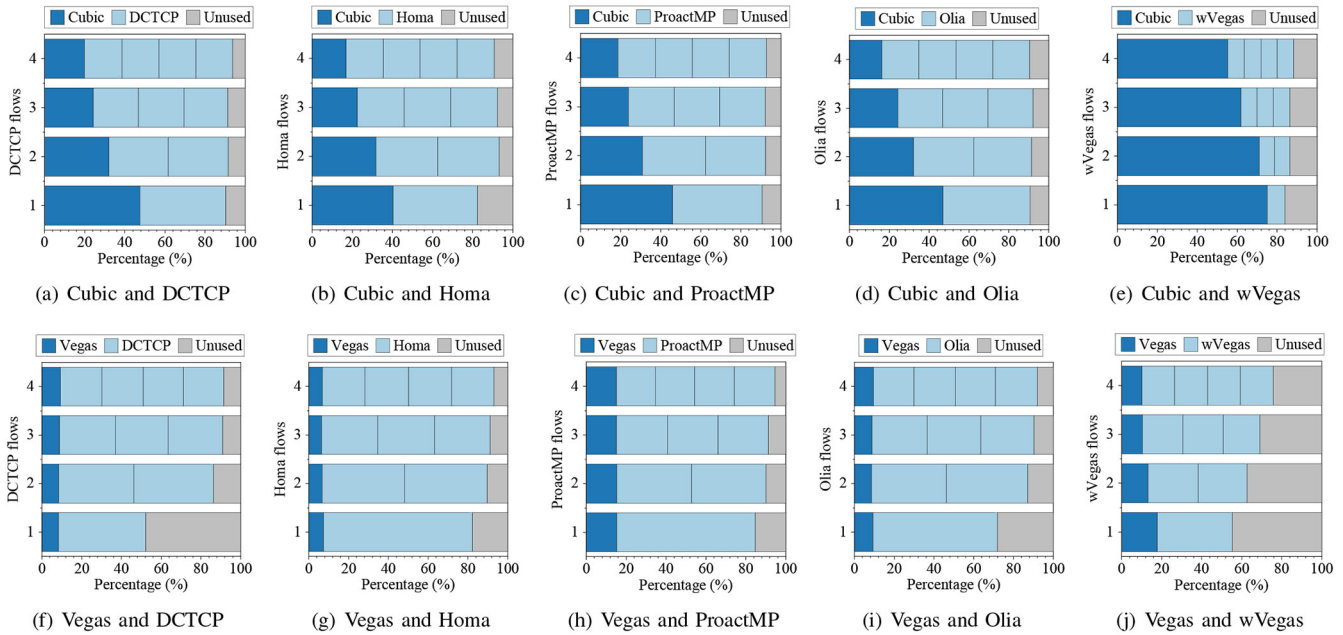 Cubic DCTCP Unused
DCTCP flows
4
3
2
1
0 20 40 60 80 100
Percentage (%)
(a) Cubic and DCTCP
Cubic Homa Unused
Homa flows
4
3
2
1
0 20 40 60 80 100
Percentage (%)
(b) Cubic and Homa
Cubic ProactMP Unused
ProactMP flows
4
3
2
1
0 20 40 60 80 100
Percentage (%)
(c) Cubic and ProactMP
Cubic Olia Unused
Olia flows
4
3
2
1
0 20 40 60 80 100
Percentage (%)
(d) Cubic and Olia
Cubic wVegas Unused
wVegas flows
4
3
2
1
0 20 40 60 80 100
Percentage (%)
(e) Cubic and wVegas
Vegas DCTCP Unused
DCTCP flows
4
3
2
1
0 20 40 60 80 100
Percentage (%)
(f) Vegas and DCTCP
Vegas Homa Unused
Homa flows
4
3
2
1
0 20 40 60 80 100
Percentage (%)
(g) Vegas and Homa
Vegas ProactMP Unused
ProactMP flows
4
3
2
1
0 20 40 60 80 100
Percentage (%)
(h) Vegas and ProactMP
Vegas Olia Unused
Olia flows
4
3
2
1
0 20 40 60 80 100
Percentage (%)
(i) Vegas and Olia
Vegas wVegas Unused
wVegas flows
4
3
2
1
0 20 40 60 80 100
Percentage (%)
(j) Vegas and wVegas